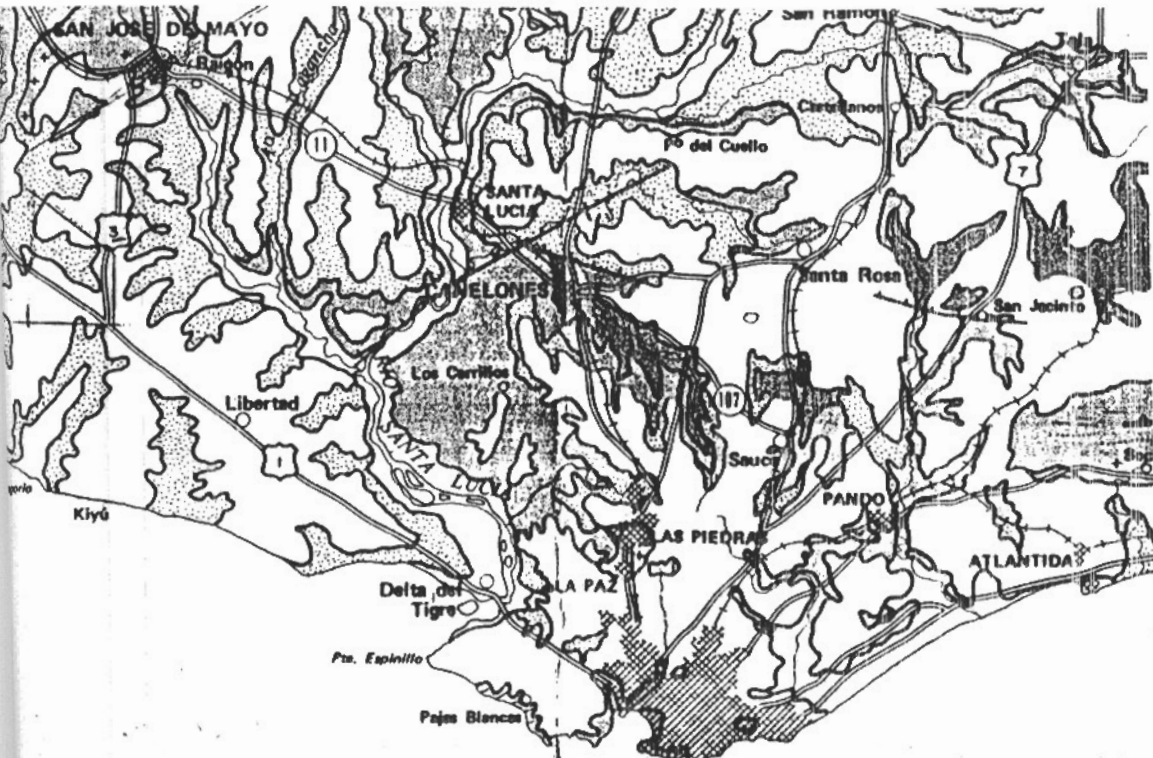 SAN JOSE DE MAYO
San Ramon
Raigon
Tala
Castellanos
Po del Cuello
11
7
SANTA
LUCIA
3
Santa Rosa
CANELONES
San Jacinto
Los Cerrillos
Libertad
107
RIO
SANTA
LUCIA
1
Sauce
Kiyú
PANDO
LAS PIEDRAS
ATLANTIDA
LA PAZ
Delta del
Tigre
Pta. Espinillo
Pajas Blancas